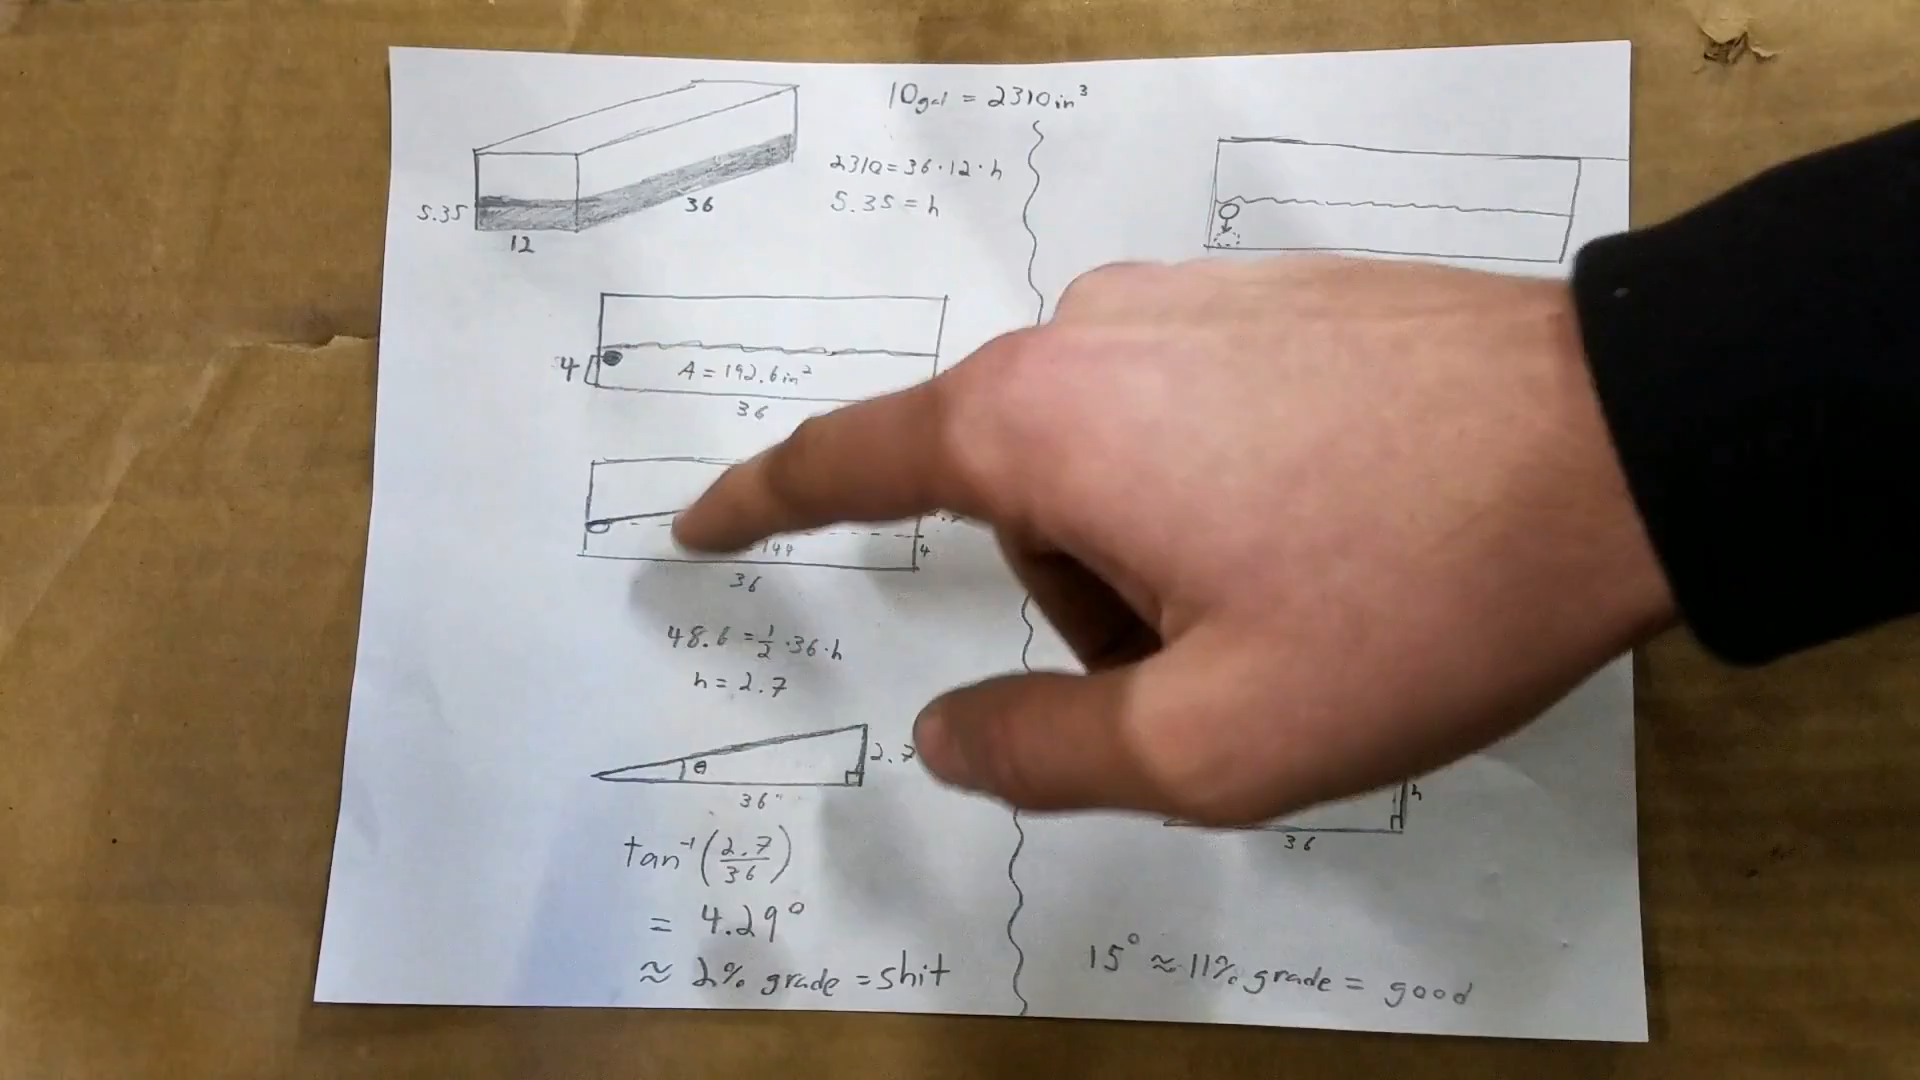 10gal = 2310in³
2310=36·12·h
5.35=h
5.35
12
36
4
A = 192.6in²
36
144
4
36
48.6 = 1/2 ·36·h
h = 2.7
θ
2.7
36"
tan⁻¹(2.7/36)
= 4.29°
≈ 2% grade = shit
h
36
15° ≈ 11% grade = good